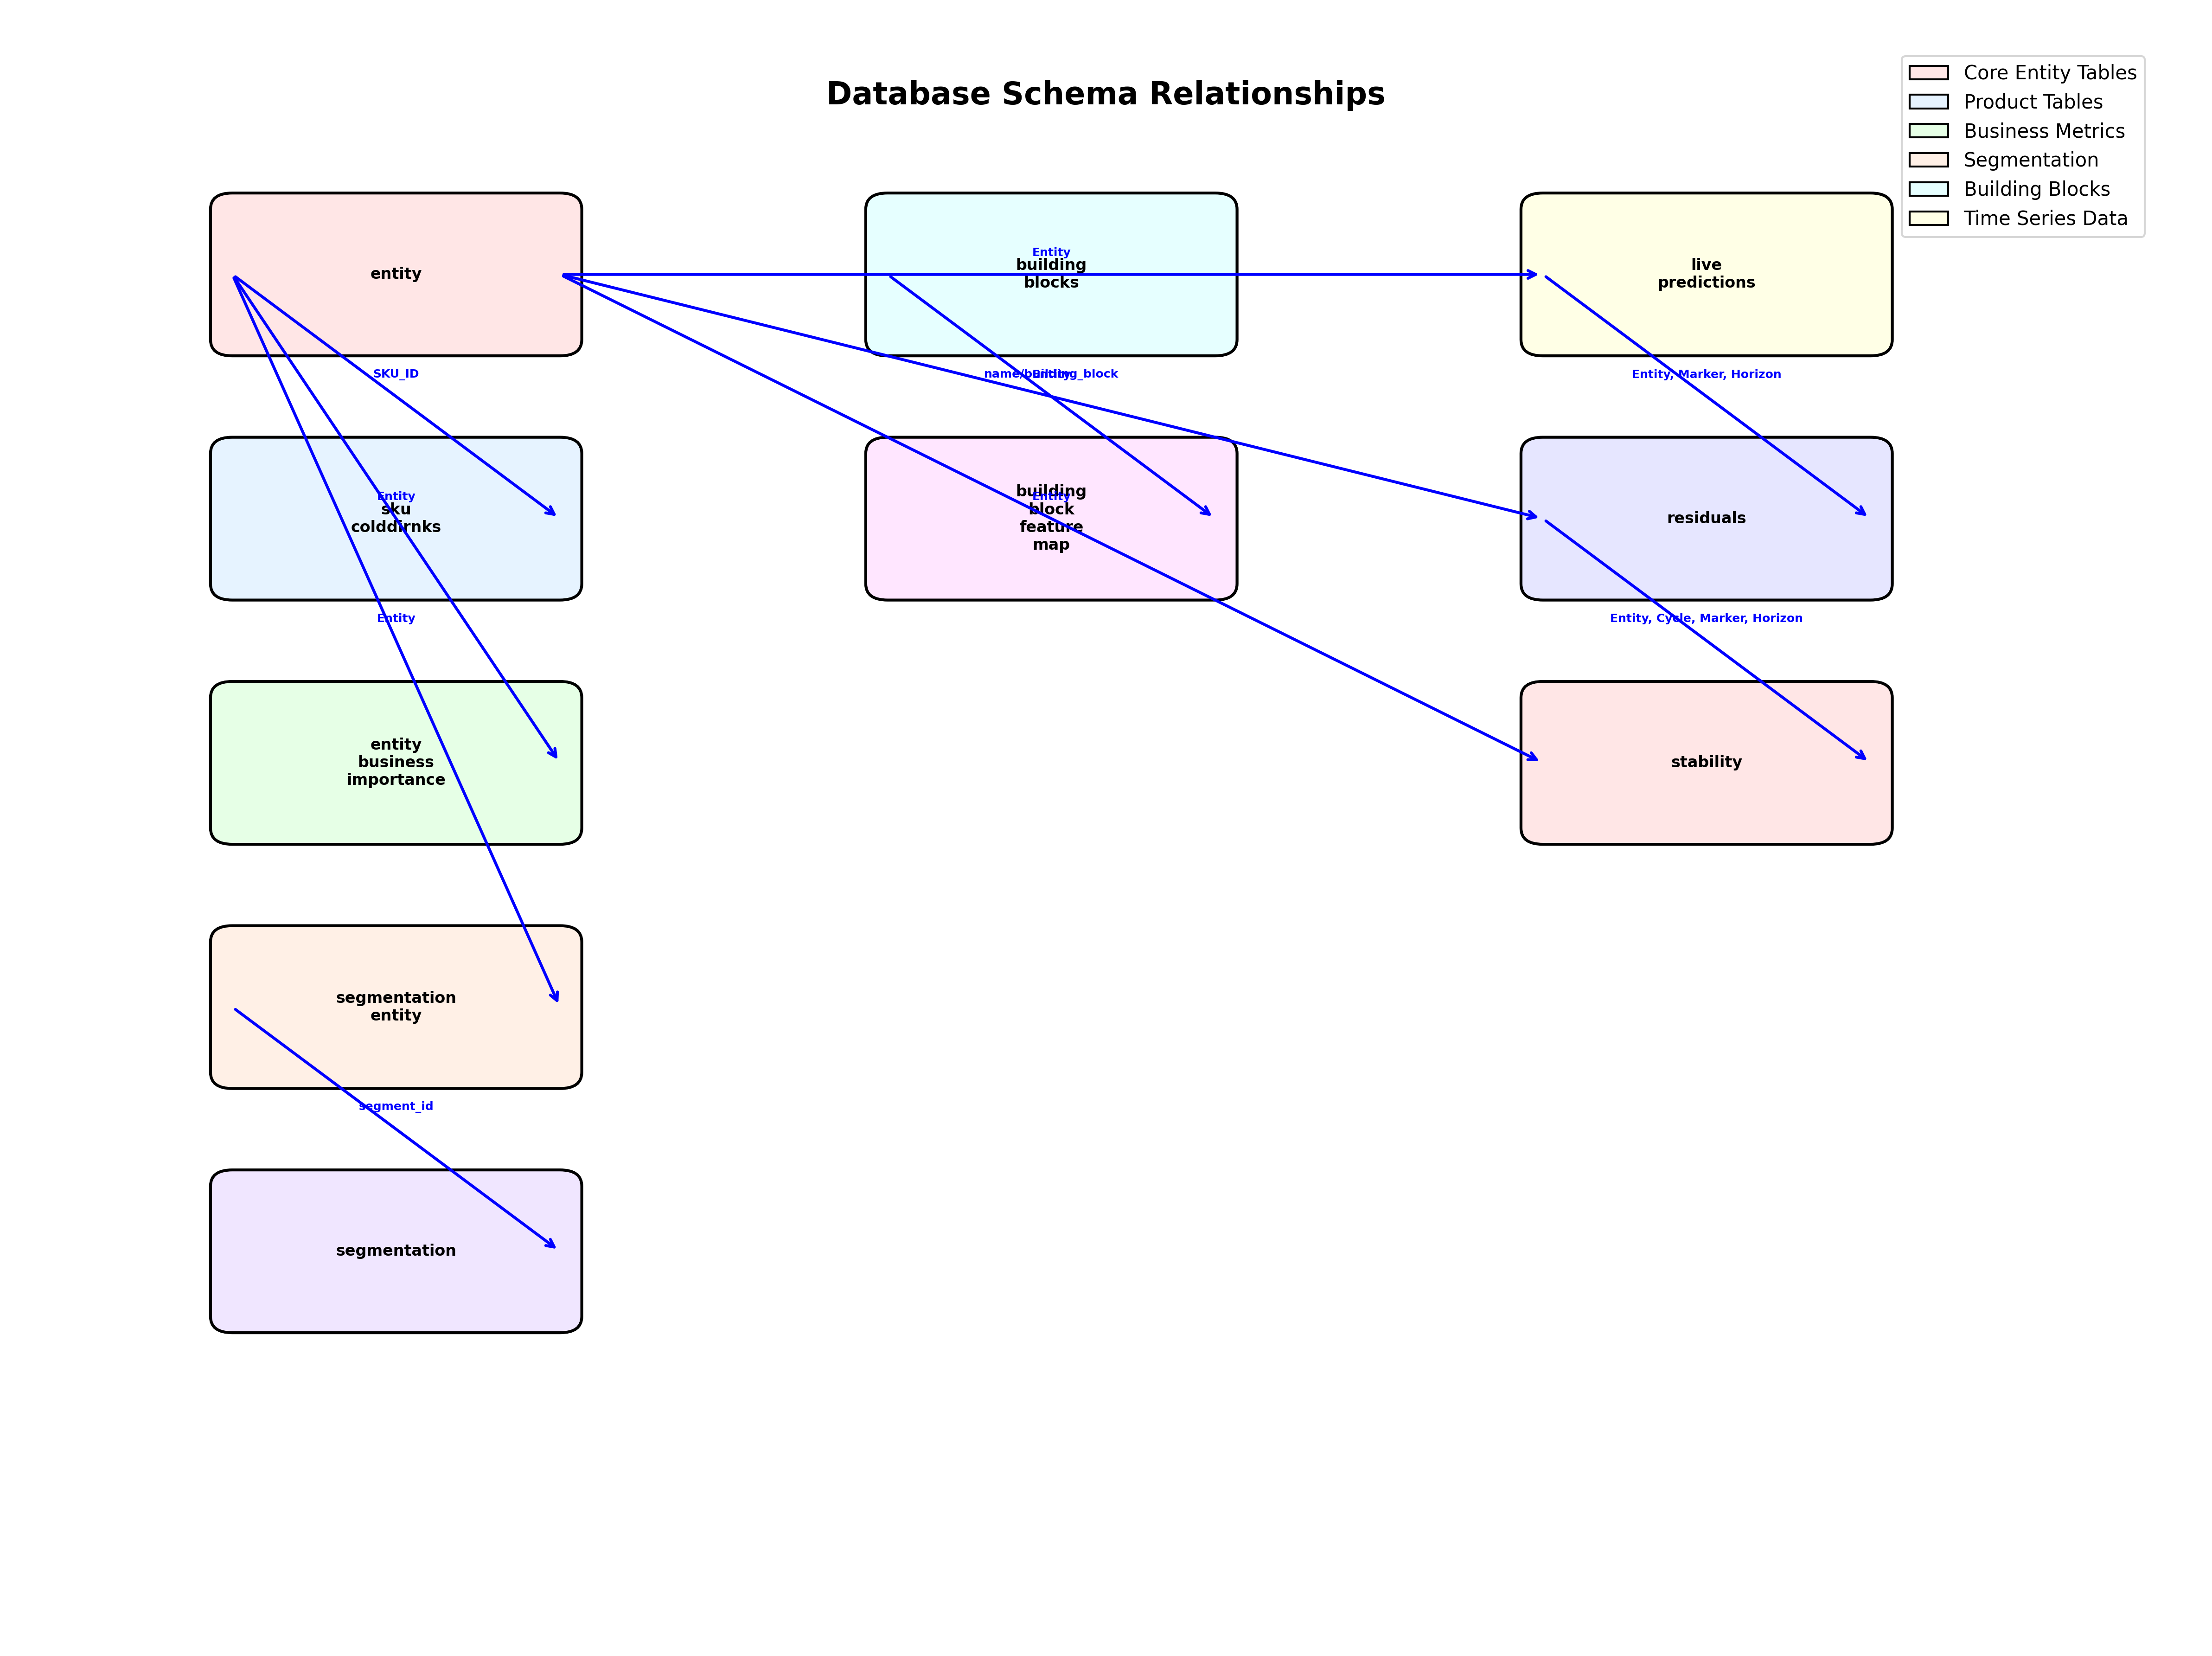 Database Schema Relationships
Core Entity Tables
Product Tables
Business Metrics
Segmentation
Building Blocks
Time Series Data
entity
Entity
building
blocks
live
predictions
SKU_ID
name/building_block
Entity
Entity, Marker, Horizon
Entity
sku
colddirnks
Entity
building
block
feature
map
residuals
Entity
Entity, Cycle, Marker, Horizon
entity
business
importance
stability
segmentation
entity
segment_id
segmentation